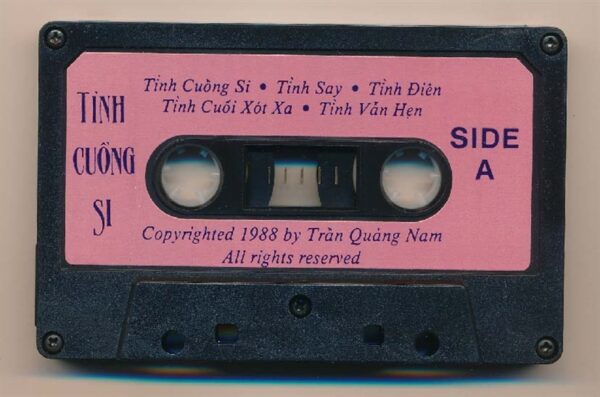 TÌNH
CUỒNG
SI
Tình Cuồng Si • Tình Say • Tình Điên
Tình Cuối Xót Xa • Tình Vẫn Hẹn
SIDE
A
Copyrighted 1988 by Trần Quảng Nam
All rights reserved